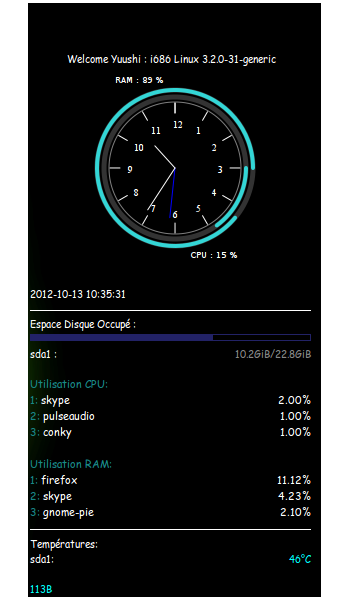 Welcome Yuushi : i686 Linux 3.2.0-31-generic
RAM : 89 %
12
11 1
10 2
9 3
8 4
7 5
6
CPU : 15 %
2012-10-13 10:35:31
Espace Disque Occupé :
sda1 : 10.2GiB/22.8GiB
Utilisation CPU:
1: skype 2.00%
2: pulseaudio 1.00%
3: conky 1.00%
Utilisation RAM:
1: firefox 11.12%
2: skype 4.23%
3: gnome-pie 2.10%
Températures:
sda1: 46°C
113B